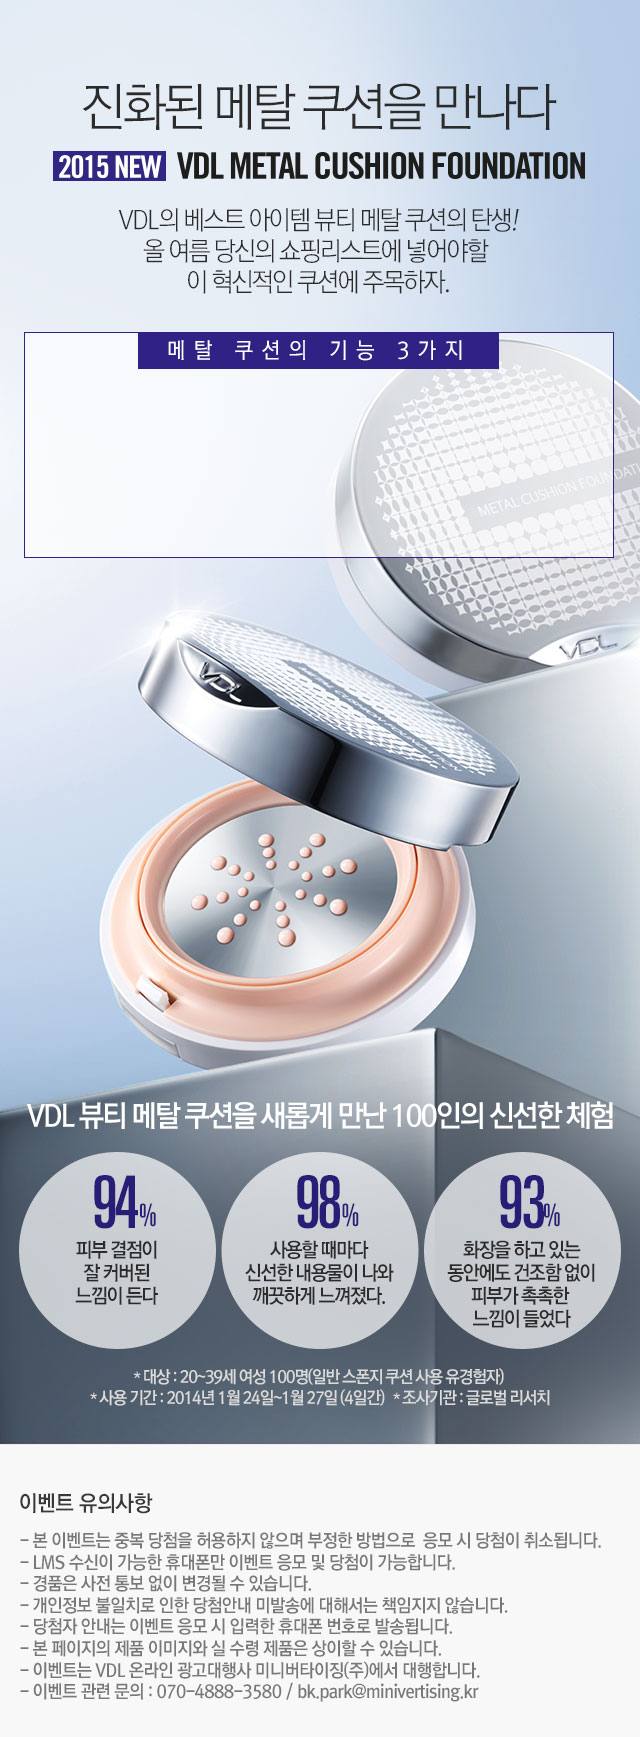 진화된 메탈 쿠션을 만나다
2015 NEW VDL METAL CUSHION FOUNDATION
VDL의 베스트 아이템 뷰티 메탈 쿠션의 탄생!
올 여름 당신의 쇼핑리스트에 넣어야할
이 혁신적인 쿠션에 주목하자.
메탈 쿠션의 기능 3가지
METAL CUSHION FOUNDATI
VDL
VDL
METAL CUSHION FOUNDATION
VDL 뷰티 메탈 쿠션을 새롭게 만난 100인의 신선한 체험
94%
피부 결점이
잘 커버된
느낌이 든다
98%
사용할 때마다
신선한 내용물이 나와
깨끗하게 느껴졌다.
93%
화장을 하고 있는
동안에도 건조함 없이
피부가 촉촉한
느낌이 들었다
* 대상 : 20~39세 여성 100명(일반 스폰지 쿠션 사용 유경험자)
* 사용 기간 : 2014년 1월 24일~1월 27일 (4일간) * 조사기관 : 글로벌 리서치
이벤트 유의사항
- 본 이벤트는 중복 당첨을 허용하지 않으며 부정한 방법으로 응모 시 당첨이 취소됩니다.
- LMS 수신이 가능한 휴대폰만 이벤트 응모 및 당첨이 가능합니다.
- 경품은 사전 통보 없이 변경될 수 있습니다.
- 개인정보 불일치로 인한 당첨안내 미발송에 대해서는 책임지지 않습니다.
- 당첨자 안내는 이벤트 응모 시 입력한 휴대폰 번호로 발송됩니다.
- 본 페이지의 제품 이미지와 실 수령 제품은 상이할 수 있습니다.
- 이벤트는 VDL 온라인 광고대행사 미니버타이징(주)에서 대행합니다.
- 이벤트 관련 문의 : 070-4888-3580 / bk.park@minivertising.kr